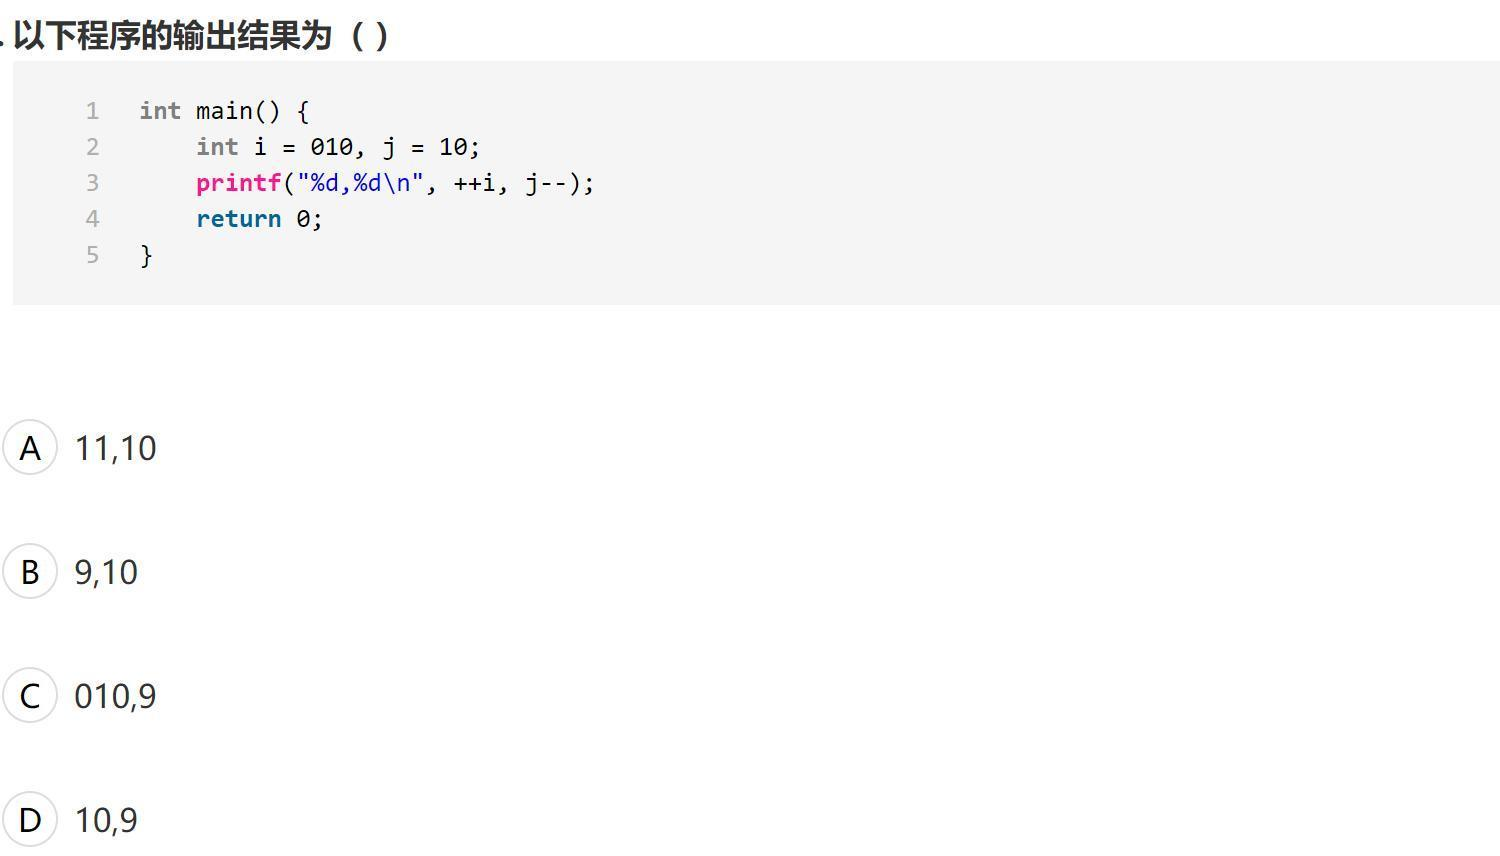 . 以下程序的输出结果为（ ）
1 int main() {
2 int i = 010, j = 10;
3 printf("%d,%d\n", ++i, j--);
4 return 0;
5 }
A 11,10
B 9,10
C 010,9
D 10,9